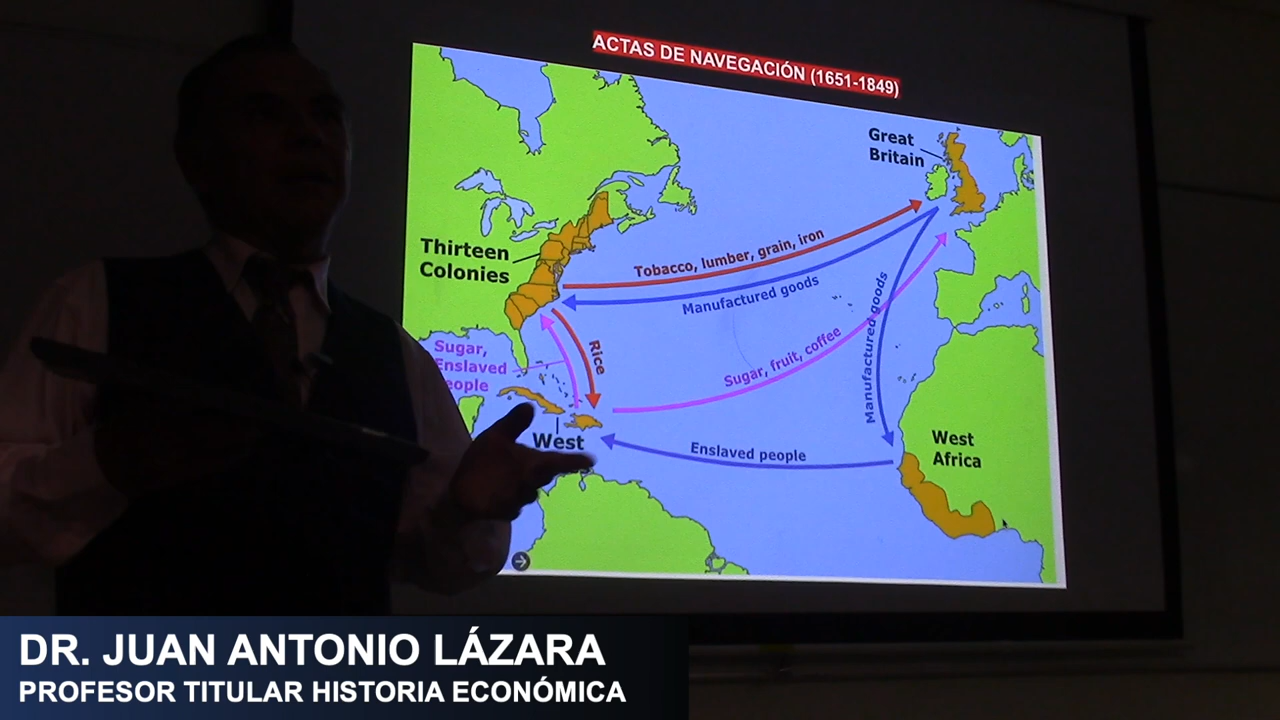 ACTAS DE NAVEGACIÓN (1651-1849)
Great
Britain
Thirteen
Colonies
Tobacco, lumber, grain, iron
Manufactured goods
Manufactured goods
Sugar,
Enslaved
Rice
Sugar, fruit, coffee
West
Enslaved people
West
Africa
DR. JUAN ANTONIO LÁZARA
PROFESOR TITULAR HISTORIA ECONÓMICA